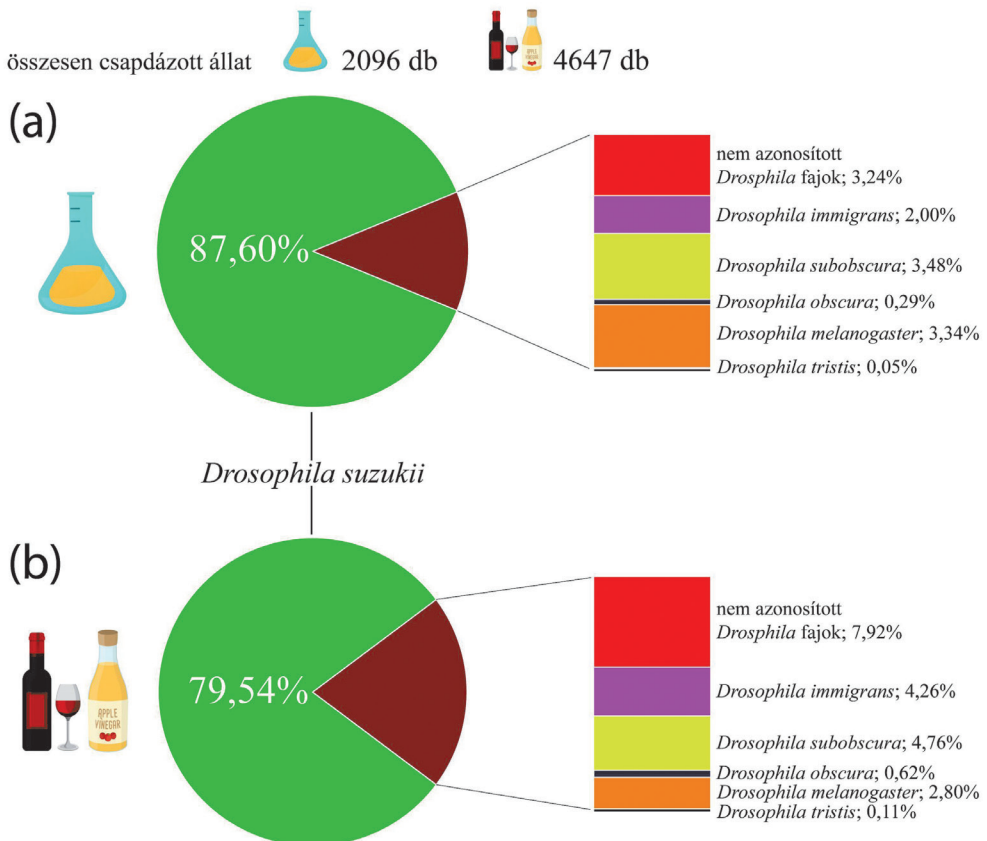 összesen csapdázott állat 2096 db 4647 db
(a)
87,60%
nem azonosított
Drosphila fajok; 3,24%
Drosophila immigrans; 2,00%
Drosophila subobscura; 3,48%
Drosophila obscura; 0,29%
Drosophila melanogaster; 3,34%
Drosophila tristis; 0,05%
Drosophila suzukii
(b)
79,54%
APPLE
VINEGAR
nem azonosított
Drosphila fajok; 7,92%
Drosophila immigrans; 4,26%
Drosophila subobscura; 4,76%
Drosophila obscura; 0,62%
Drosophila melanogaster; 2,80%
Drosophila tristis; 0,11%